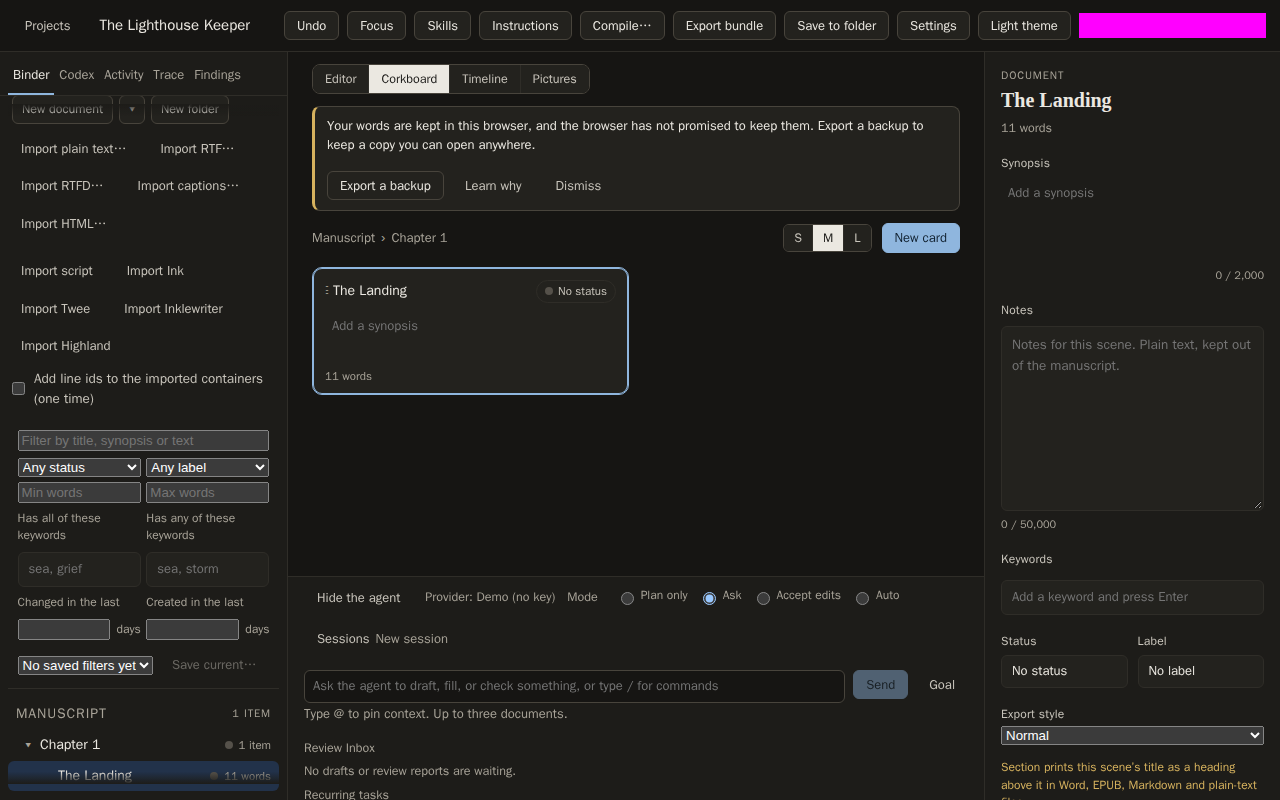 Projects
The Lighthouse Keeper
Undo
Focus
Skills
Instructions
Compile⋯
Export bundle
Save to folder
Settings
Light theme
Binder
Codex
Activity
Trace
Findings
New document
▾
New folder
Import plain text⋯
Import RTF⋯
Import RTFD⋯
Import captions⋯
Import HTML⋯
Import script
Import Ink
Import Twee
Import Inklewriter
Import Highland
Add line ids to the imported containers
(one time)
Filter by title, synopsis or text
Any status
Any label
Min words
Max words
Has all of these
keywords
Has any of these
keywords
sea, grief
sea, storm
Changed in the last
Created in the last
days
days
No saved filters yet
Save current⋯
MANUSCRIPT
1 ITEM
▾ Chapter 1
1 item
The Landing
11 words
Editor
Corkboard
Timeline
Pictures
Your words are kept in this browser, and the browser has not promised to keep them. Export a backup to
keep a copy you can open anywhere.
Export a backup
Learn why
Dismiss
Manuscript › Chapter 1
S
M
L
New card
The Landing
No status
Add a synopsis
11 words
Hide the agent
Provider: Demo (no key)
Mode
Plan only
Ask
Accept edits
Auto
Sessions
New session
Ask the agent to draft, fill, or check something, or type / for commands
Send
Goal
Type @ to pin context. Up to three documents.
Review Inbox
No drafts or review reports are waiting.
Recurring tasks
DOCUMENT
The Landing
11 words
Synopsis
Add a synopsis
0 / 2,000
Notes
Notes for this scene. Plain text, kept out
of the manuscript.
0 / 50,000
Keywords
Add a keyword and press Enter
Status
Label
No status
No label
Export style
Normal
Section prints this scene's title as a heading
above it in Word, EPUB, Markdown and plain-text